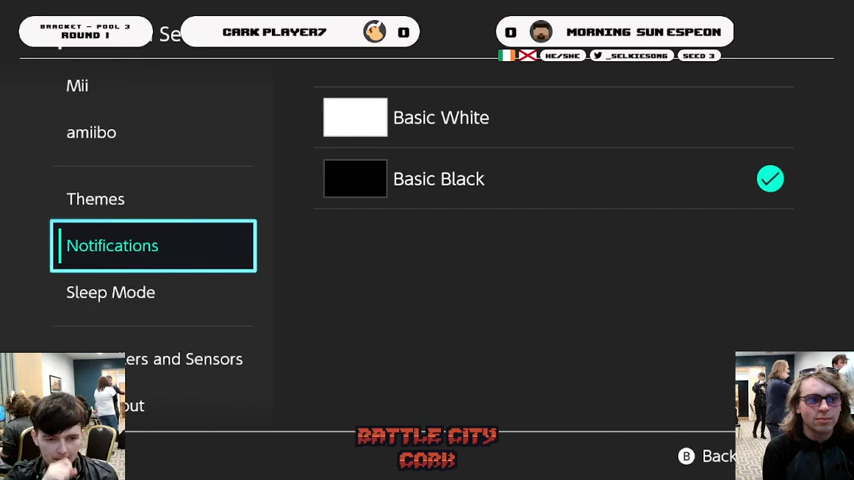 BRACKET - POOL 3
ROUND 1
Se
CARK PLAYER7
0
0
MORNING SUN ESPEON
HE/SHE
_SELKIESONG
SEED 3
Mii
amiibo
Themes
Notifications
Sleep Mode
ers and Sensors
out
Basic White
Basic Black
BATTLE CITY
CORK
B Back